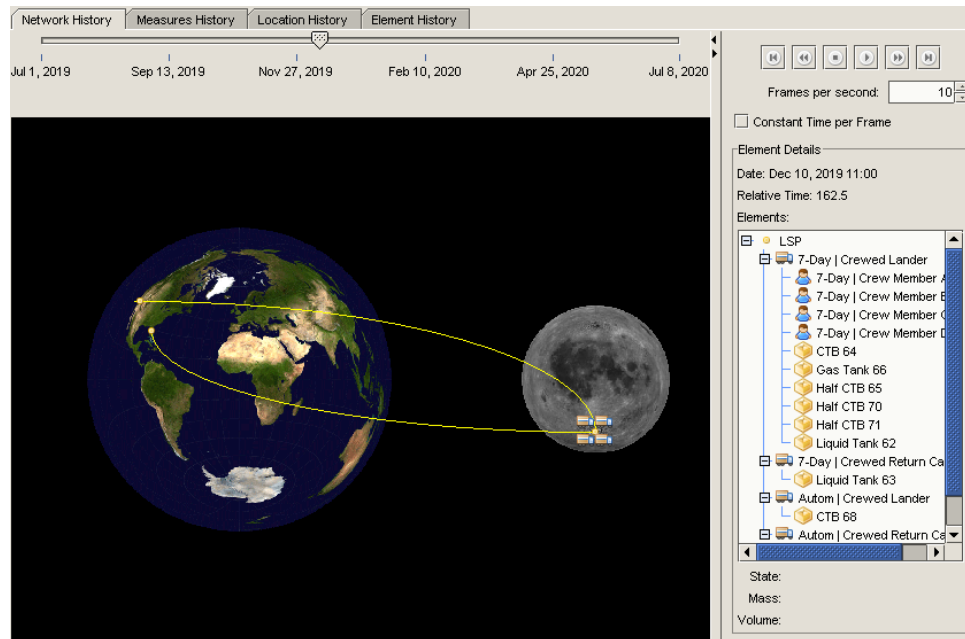 Network History Measures History Location History Element History
Jul 1, 2019 Sep 13, 2019 Nov 27, 2019 Feb 10, 2020 Apr 25, 2020 Jul 8, 2020
Frames per second: 10
Constant Time per Frame
Element Details
Date: Dec 10, 2019 11:00
Relative Time: 162.5
Elements:
LSP
7-Day | Crewed Lander
7-Day | Crew Member
7-Day | Crew Member
7-Day | Crew Member
7-Day | Crew Member
CTB 64
Gas Tank 66
Half CTB 65
Half CTB 70
Half CTB 71
Liquid Tank 62
7-Day | Crewed Return Ca
Liquid Tank 63
Autom | Crewed Lander
CTB 68
Autom | Crewed Return Ca
State:
Mass:
Volume: